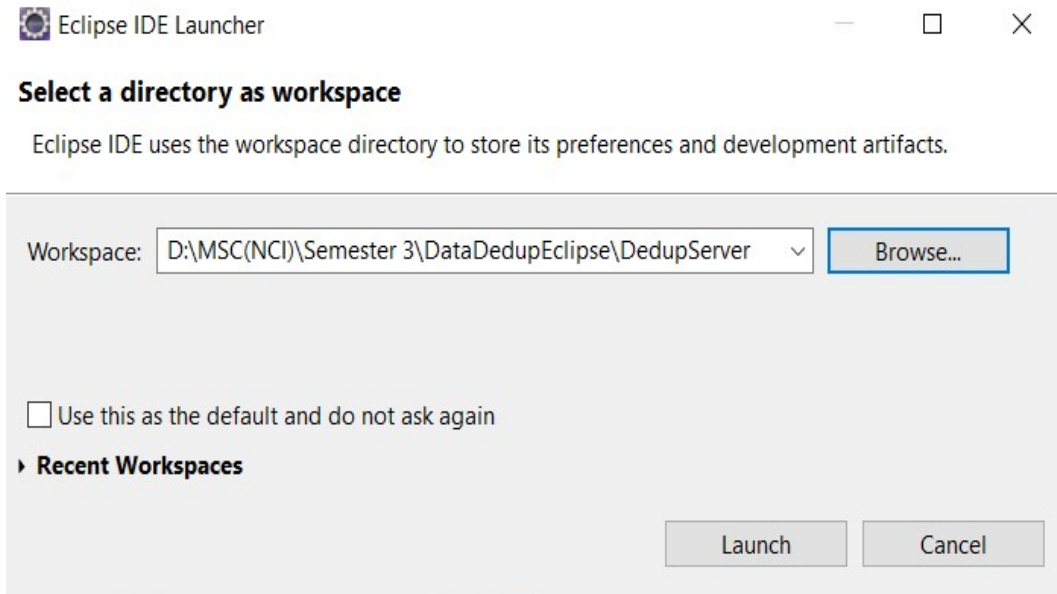 Eclipse IDE Launcher
Select a directory as workspace
Eclipse IDE uses the workspace directory to store its preferences and development artifacts.
Workspace: D:\MSC(NCI)\Semester 3\DataDedupEclipse\DedupServer Browse...
Use this as the default and do not ask again
Recent Workspaces
Launch Cancel